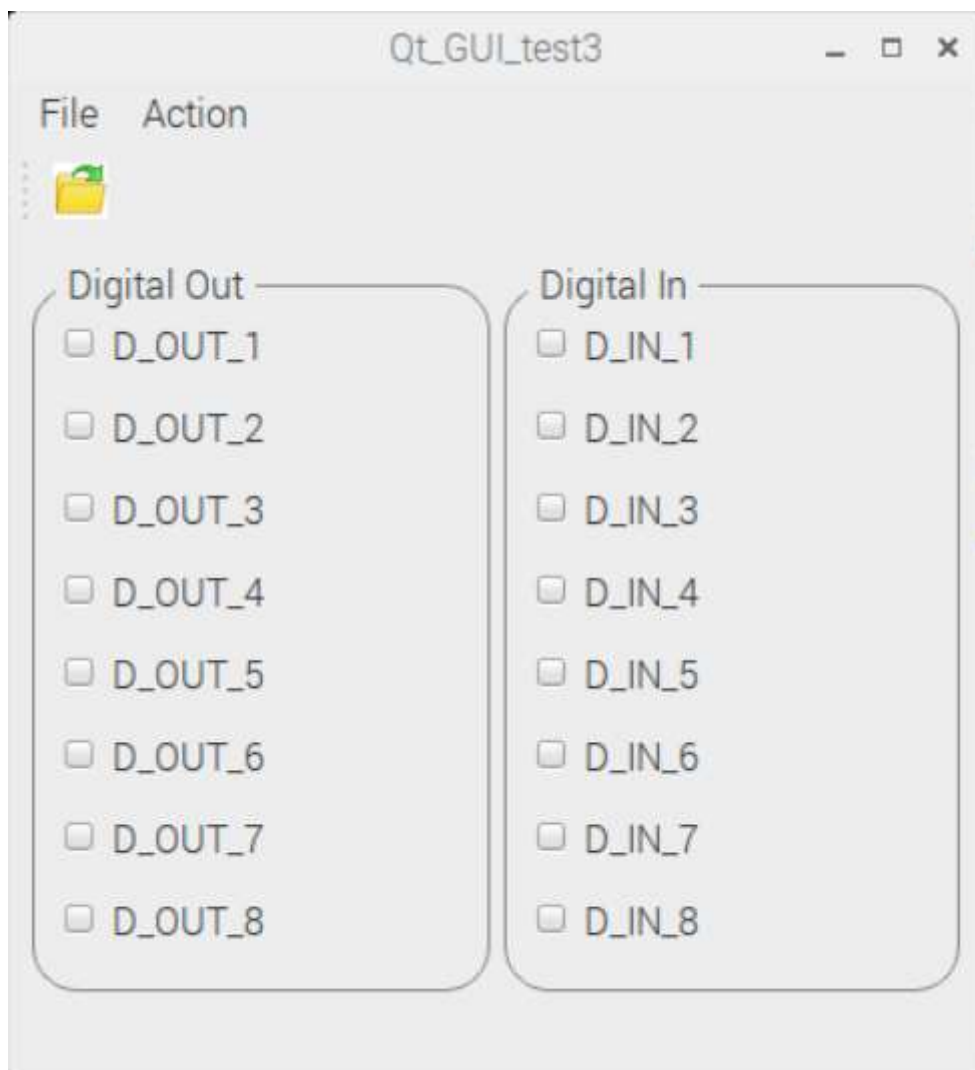 Qt_GUI_test3
File Action
Digital Out
D_OUT_1
D_OUT_2
D_OUT_3
D_OUT_4
D_OUT_5
D_OUT_6
D_OUT_7
D_OUT_8
Digital In
D_IN_1
D_IN_2
D_IN_3
D_IN_4
D_IN_5
D_IN_6
D_IN_7
D_IN_8